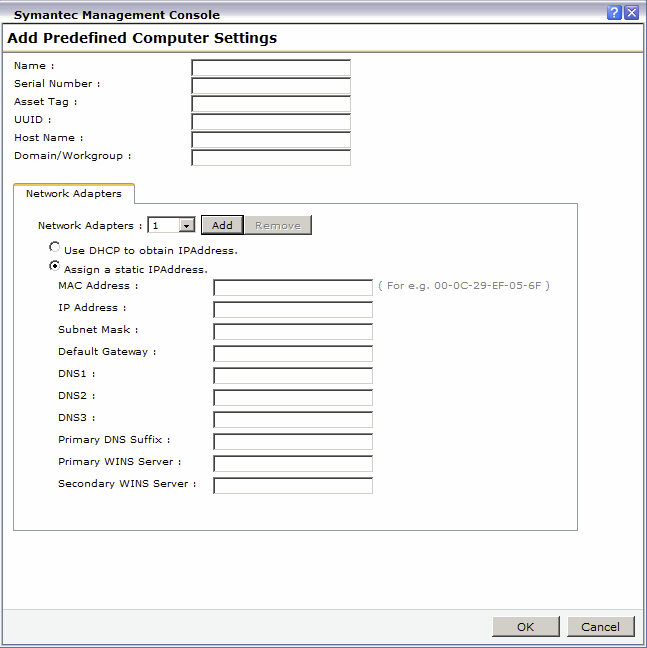 Symantec Management Console
?
Add Predefined Computer Settings
Name :
Serial Number :
Asset Tag :
UUID :
Host Name :
Domain/Workgroup :
Network Adapters
Network Adapters : 1 Add Remove
Use DHCP to obtain IPAddress.
Assign a static IPAddress.
MAC Address : ( For e.g. 00-0C-29-EF-05-6F )
IP Address :
Subnet Mask :
Default Gateway :
DNS1 :
DNS2 :
DNS3 :
Primary DNS Suffix :
Primary WINS Server :
Secondary WINS Server :
OK Cancel